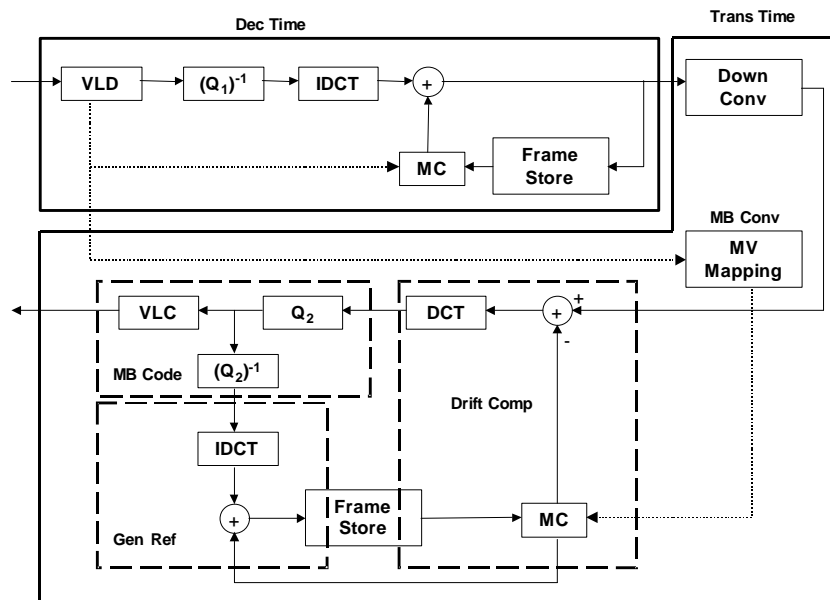 Dec Time
Trans Time
VLD
(Q₁)⁻¹
IDCT
+
Down
Conv
MC
Frame
Store
MB Conv
MV
Mapping
VLC
Q₂
DCT
+
+
-
MB Code
(Q₂)⁻¹
Drift Comp
IDCT
+
Frame
Store
MC
Gen Ref